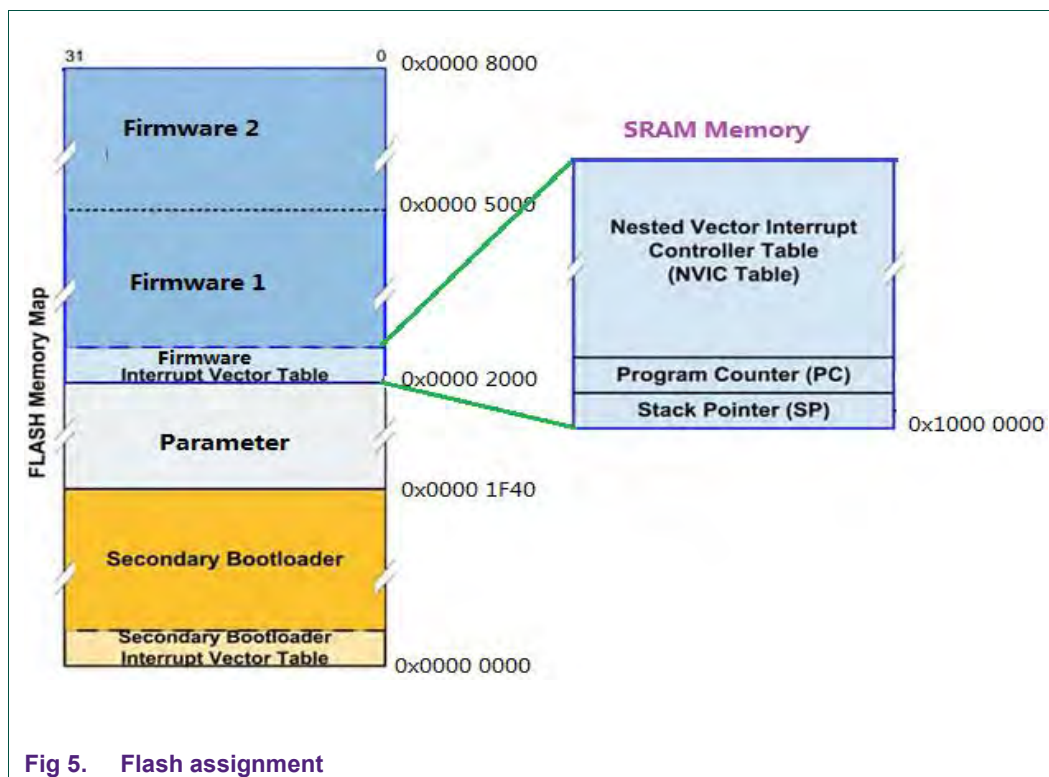 31 0
0x0000 8000
Firmware 2
SRAM Memory
0x0000 5000
Nested Vector Interrupt
Controller Table
(NVIC Table)
Firmware 1
FLASH Memory Map
Firmware
Interrupt Vector Table
0x0000 2000
Program Counter (PC)
Stack Pointer (SP)
0x1000 0000
Parameter
0x0000 1F40
Secondary Bootloader
Secondary Bootloader
Interrupt Vector Table
0x0000 0000
Fig 5. Flash assignment